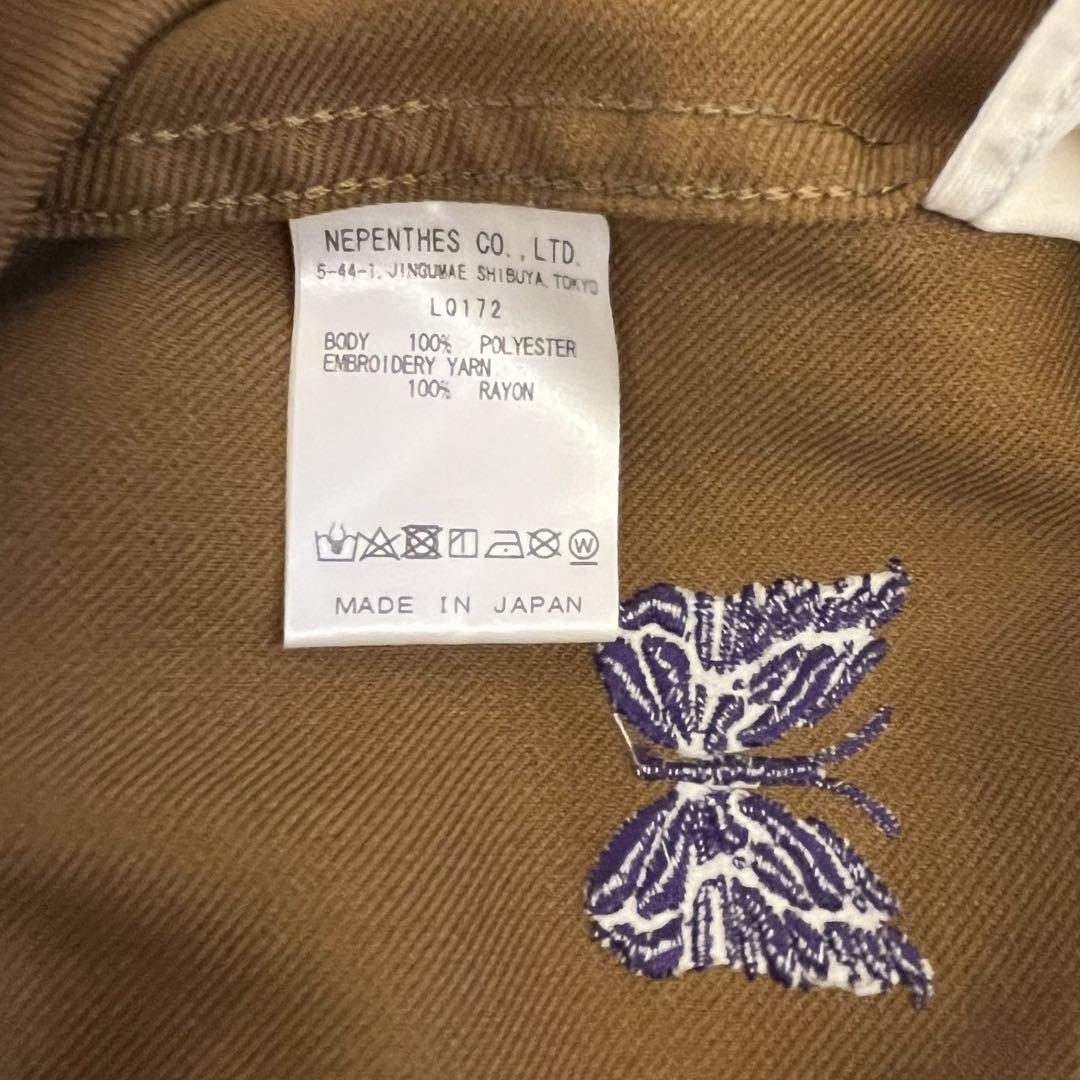 NEPENTHES CO.,LTD.
5-44-1, JINGUMAE SHIBUYA, TOKYO
LQ172
BODY 100% POLYESTER
EMBROIDERY YARN
100% RAYON
W
MADE IN JAPAN